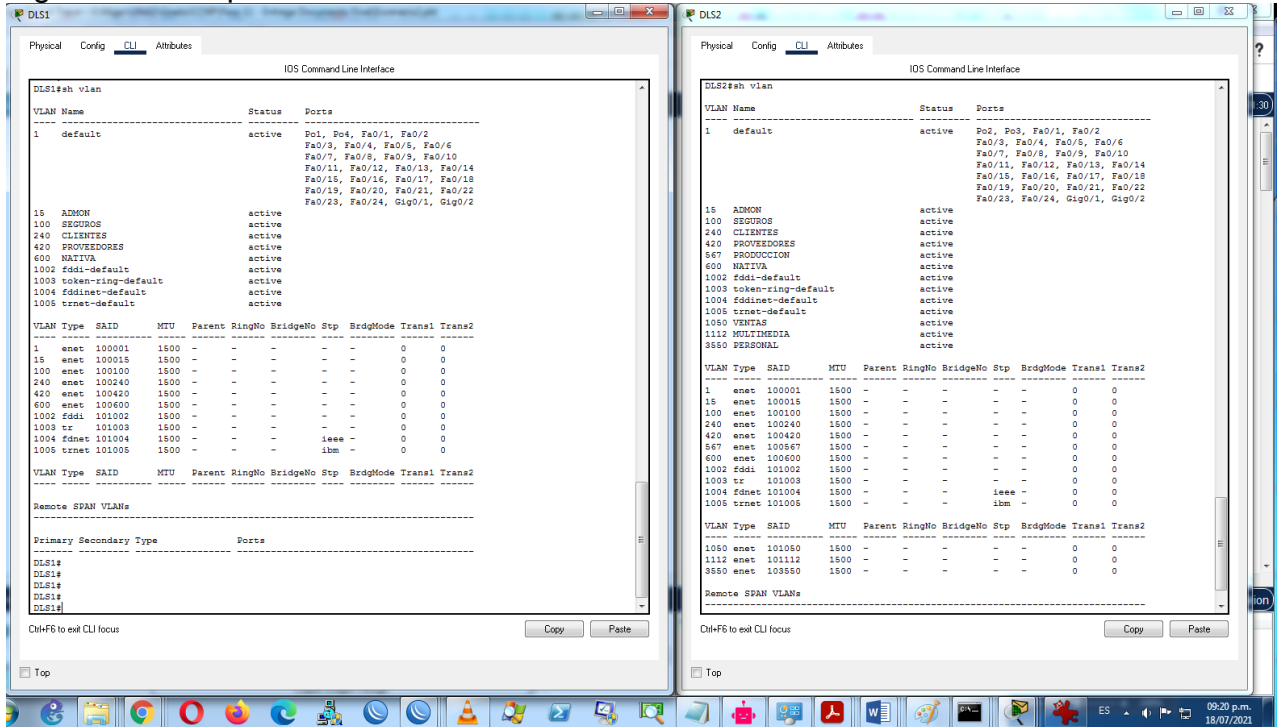 DLS1
Physical Config CLI Attributes
IOS Command Line Interface
DLS1#sh vlan
VLAN Name Status Ports
---- -------------------------------- --------- -------------------------------
1 default active Po1, Po4, Fa0/1, Fa0/2
Fa0/3, Fa0/4, Fa0/5, Fa0/6
Fa0/7, Fa0/8, Fa0/9, Fa0/10
Fa0/11, Fa0/12, Fa0/13, Fa0/14
Fa0/15, Fa0/16, Fa0/17, Fa0/18
Fa0/19, Fa0/20, Fa0/21, Fa0/22
Fa0/23, Fa0/24, Gig0/1, Gig0/2
15 ADMON active
100 SEGUROS active
240 CLIENTES active
420 PROVEEDORES active
600 NATIVA active
1002 fddi-default active
1003 token-ring-default active
1004 fddinet-default active
1005 trnet-default active
VLAN Type SAID MTU Parent RingNo BridgeNo Stp BrdgMode Trans1 Trans2
---- ----- ---------- ----- ------ ------ -------- ---- -------- ------ ------
1 enet 100001 1500 - - - - - 0 0
15 enet 100015 1500 - - - - - 0 0
100 enet 100100 1500 - - - - - 0 0
240 enet 100240 1500 - - - - - 0 0
420 enet 100420 1500 - - - - - 0 0
600 enet 100600 1500 - - - - - 0 0
1002 fddi 101002 1500 - - - - - 0 0
1003 tr 101003 1500 - - - - - 0 0
1004 fdnet 101004 1500 - - - ieee - 0 0
1005 trnet 101005 1500 - - - ibm - 0 0
VLAN Type SAID MTU Parent RingNo BridgeNo Stp BrdgMode Trans1 Trans2
---- ----- ---------- ----- ------ ------ -------- ---- -------- ------ ------
Remote SPAN VLANs
------------------------------------------------------------------------------
Primary Secondary Type Ports
------- --------- ----------------- ------------------------------------------
DLS1#
DLS1#
DLS1#
DLS1#
DLS1#
Ctrl+F6 to exit CLI focus
Copy Paste
Top
DLS2
Physical Config CLI Attributes
IOS Command Line Interface
DLS2#sh vlan
VLAN Name Status Ports
---- -------------------------------- --------- -------------------------------
1 default active Po2, Po3, Fa0/1, Fa0/2
Fa0/3, Fa0/4, Fa0/5, Fa0/6
Fa0/7, Fa0/8, Fa0/9, Fa0/10
Fa0/11, Fa0/12, Fa0/13, Fa0/14
Fa0/15, Fa0/16, Fa0/17, Fa0/18
Fa0/19, Fa0/20, Fa0/21, Fa0/22
Fa0/23, Fa0/24, Gig0/1, Gig0/2
15 ADMON active
100 SEGUROS active
240 CLIENTES active
420 PROVEEDORES active
567 PRODUCCION active
600 NATIVA active
1002 fddi-default active
1003 token-ring-default active
1004 fddinet-default active
1005 trnet-default active
1050 VENTAS active
1112 MULTIMEDIA active
3550 PERSONAL active
VLAN Type SAID MTU Parent RingNo BridgeNo Stp BrdgMode Trans1 Trans2
---- ----- ---------- ----- ------ ------ -------- ---- -------- ------ ------
1 enet 100001 1500 - - - - - 0 0
15 enet 100015 1500 - - - - - 0 0
100 enet 100100 1500 - - - - - 0 0
240 enet 100240 1500 - - - - - 0 0
420 enet 100420 1500 - - - - - 0 0
567 enet 100567 1500 - - - - - 0 0
600 enet 100600 1500 - - - - - 0 0
1002 fddi 101002 1500 - - - - - 0 0
1003 tr 101003 1500 - - - - - 0 0
1004 fdnet 101004 1500 - - - ieee - 0 0
1005 trnet 101005 1500 - - - ibm - 0 0
VLAN Type SAID MTU Parent RingNo BridgeNo Stp BrdgMode Trans1 Trans2
---- ----- ---------- ----- ------ ------ -------- ---- -------- ------ ------
1050 enet 101050 1500 - - - - - 0 0
1112 enet 101112 1500 - - - - - 0 0
3550 enet 103550 1500 - - - - - 0 0
Remote SPAN VLANs
------------------------------------------------------------------------------
Ctrl+F6 to exit CLI focus
Copy Paste
Top
?
:30
ion
ES
09:20 p.m.
18/07/2021